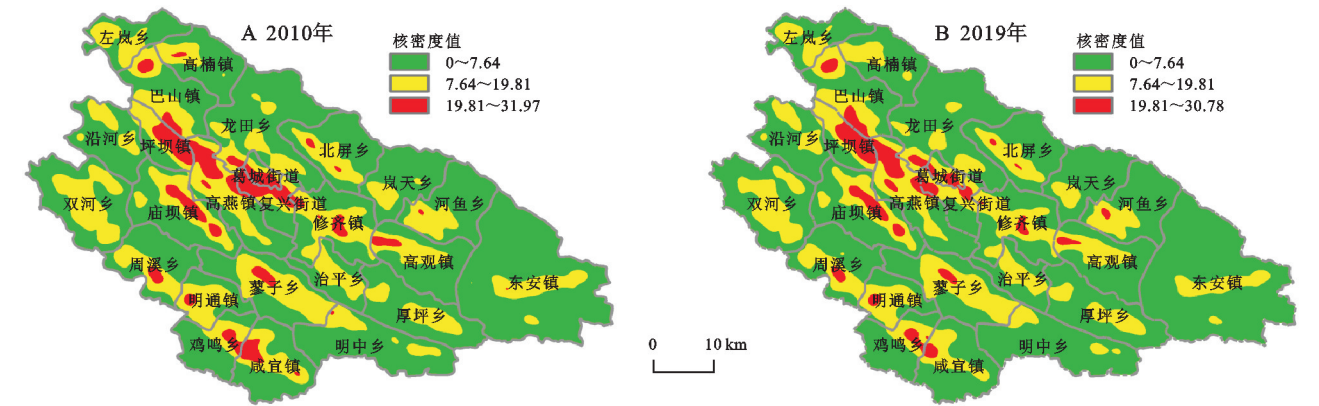 A 2010年
核密度值
0～7.64
7.64～19.81
19.81～31.97
左岚乡
高楠镇
巴山镇
龙田乡
沿河乡
坪坝镇
北屏乡
葛城街道
岚天乡
双河乡
庙坝镇
高燕镇
复兴街道
河鱼乡
修齐镇
高观镇
周溪乡
治平乡
东安镇
蓼子乡
明通镇
厚坪乡
鸡鸣乡
明中乡
咸宜镇
0 10 km
B 2019年
核密度值
0～7.64
7.64～19.81
19.81～30.78
左岚乡
高楠镇
巴山镇
龙田乡
沿河乡
坪坝镇
北屏乡
葛城街道
岚天乡
双河乡
庙坝镇
高燕镇
复兴街道
河鱼乡
修齐镇
高观镇
周溪乡
治平乡
东安镇
蓼子乡
明通镇
厚坪乡
鸡鸣乡
明中乡
咸宜镇